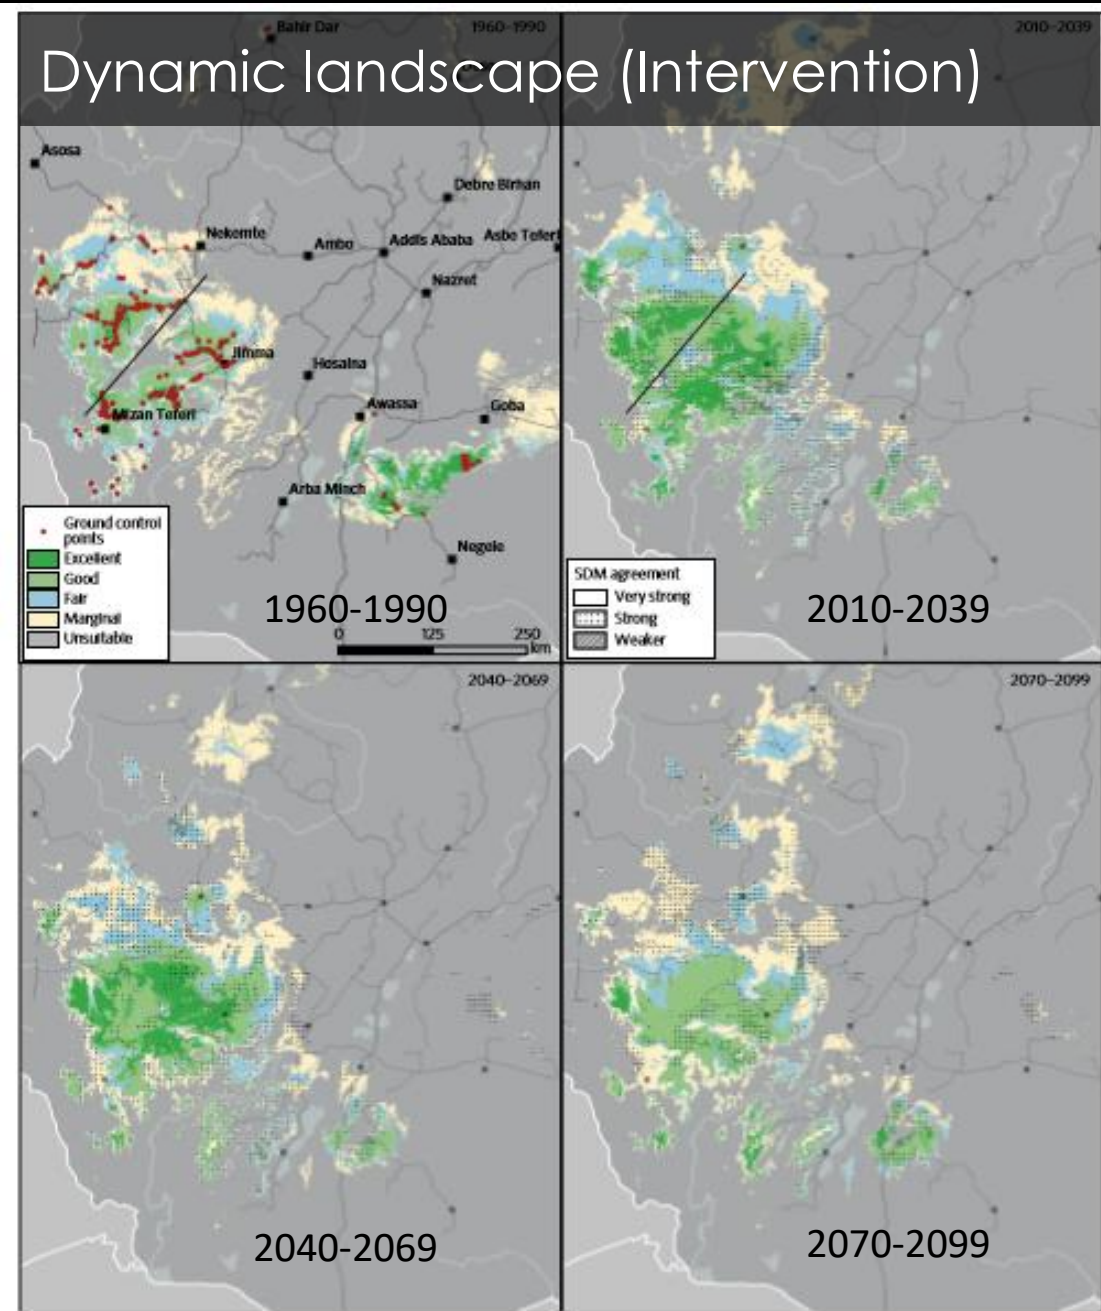 Bahir Dar
1960–1990
2010–2039
Dynamic landscape (Intervention)
Asosa
Debre Birhan
Nekemte
Ambo
Addis Ababa
Asbe Teferi
Nazret
Jimma
Hosaina
Mizan Teferi
Awassa
Goba
Arba Minch
Negele
Ground control
points
Excellent
Good
Fair
Marginal
Unsuitable
1960-1990
0
125
250
km
SDM agreement
Very strong
Strong
Weaker
2010-2039
2040–2069
2070–2099
2040-2069
2070-2099